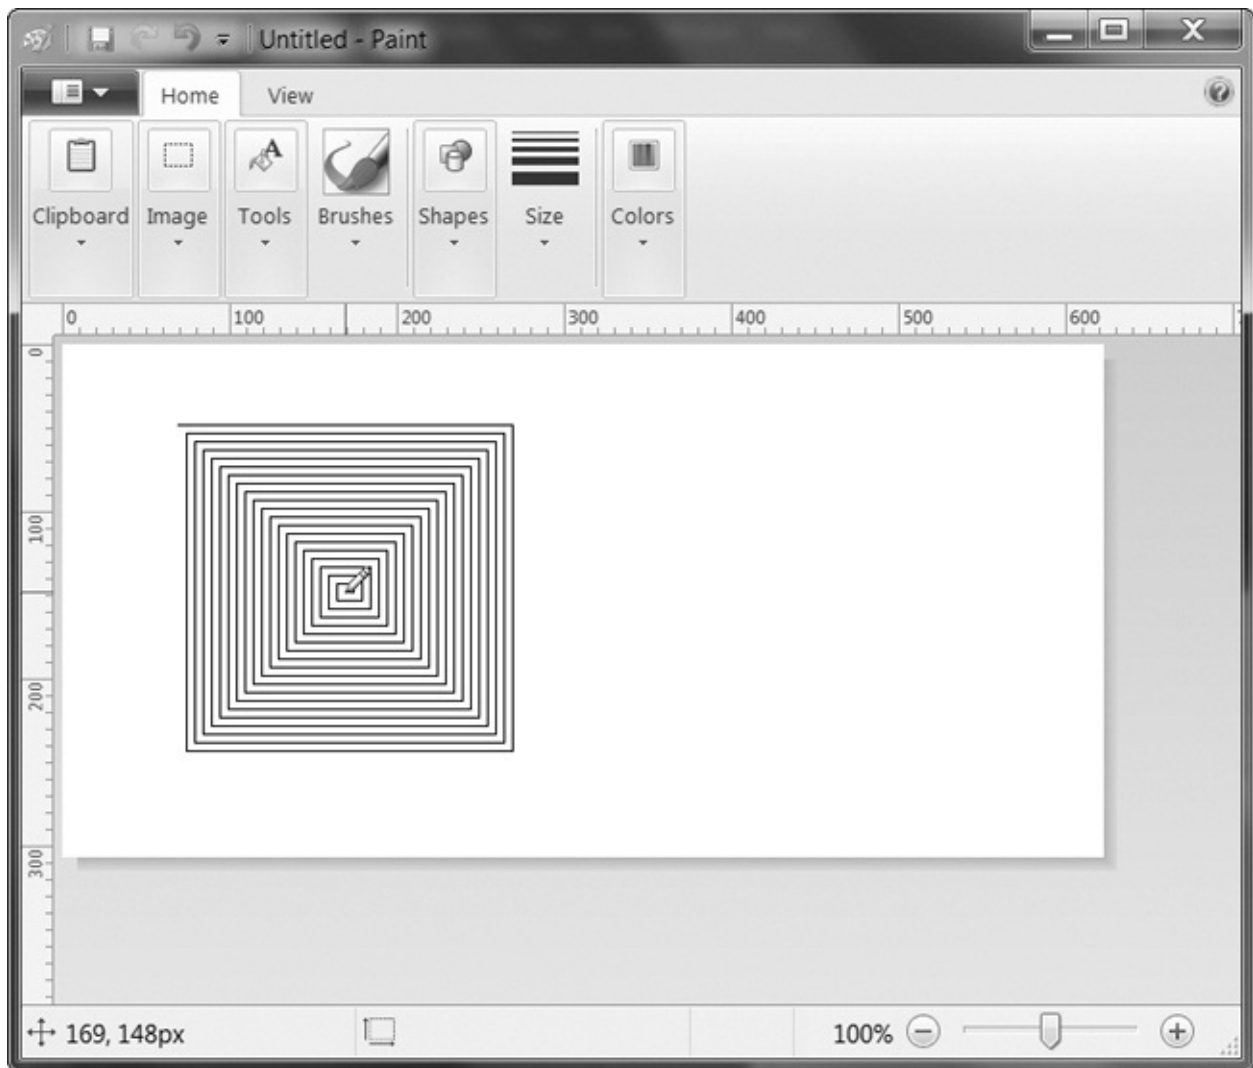 Untitled - Paint
Home View
Clipboard Image Tools Brushes Shapes Size Colors
0 100 200 300 400 500 600
0
100
200
300
169, 148px 100%